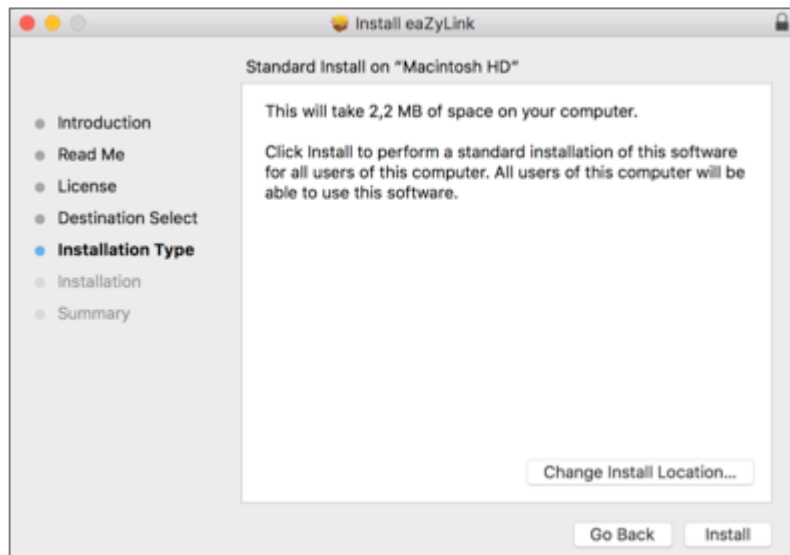 Install eaZyLink
Standard Install on "Macintosh HD"
Introduction
Read Me
License
Destination Select
Installation Type
Installation
Summary
This will take 2,2 MB of space on your computer.
Click Install to perform a standard installation of this software
for all users of this computer. All users of this computer will be
able to use this software.
Change Install Location...
Go Back
Install